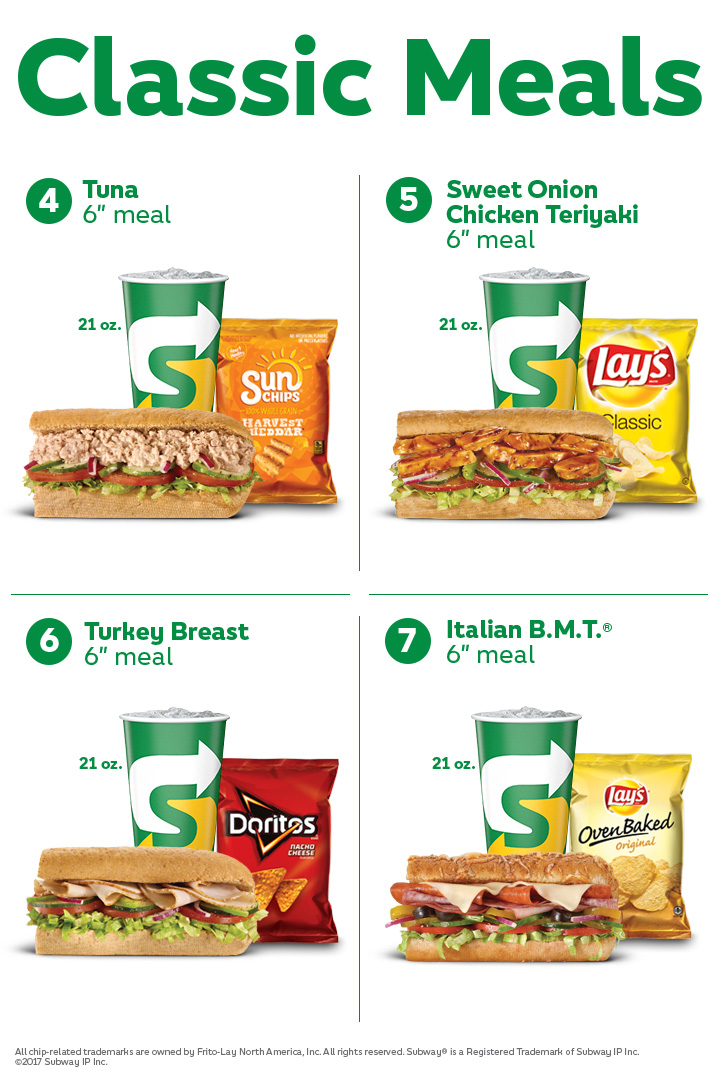 Classic Meals
4
Tuna
6" meal
21 oz.
Sun
CHIPS
100% WHOLE GRAIN
HARVEST
CHEDDAR
5
Sweet Onion
Chicken Teriyaki
6" meal
21 oz.
Lay's
Classic
6
Turkey Breast
6" meal
21 oz.
Doritos
NACHO
CHEESE
7
Italian B.M.T.®
6" meal
21 oz.
Lay's
Oven Baked
Original
All chip-related trademarks are owned by Frito-Lay North America, Inc. All rights reserved. Subway® is a Registered Trademark of Subway IP Inc.
©2017 Subway IP Inc.